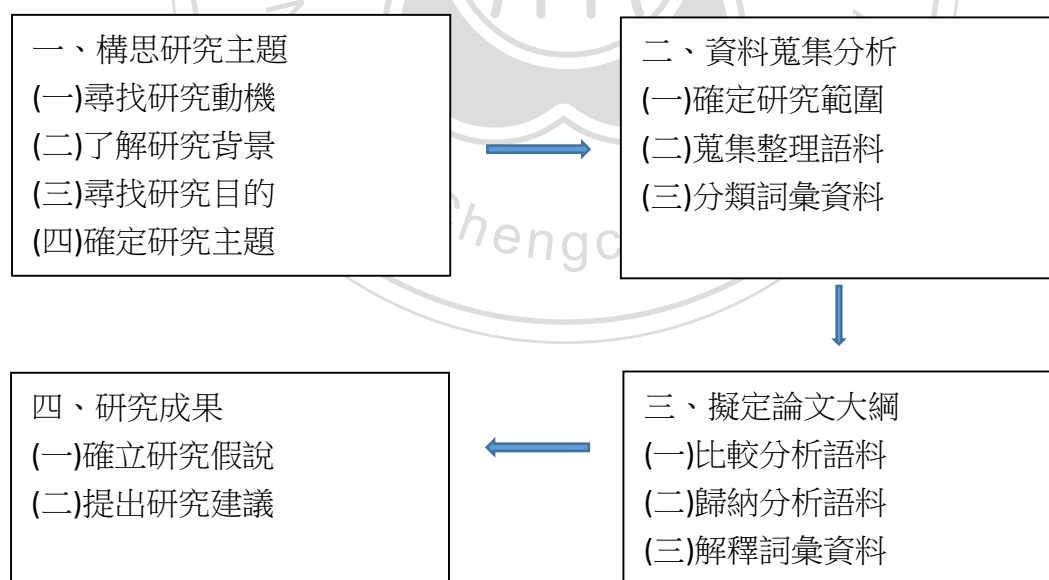 一、構思研究主題
(一)尋找研究動機
(二)了解研究背景
(三)尋找研究目的
(四)確定研究主題
二、資料蒐集分析
(一)確定研究範圍
(二)蒐集整理語料
(三)分類詞彙資料
三、擬定論文大綱
(一)比較分析語料
(二)歸納分析語料
(三)解釋詞彙資料
四、研究成果
(一)確立研究假說
(二)提出研究建議